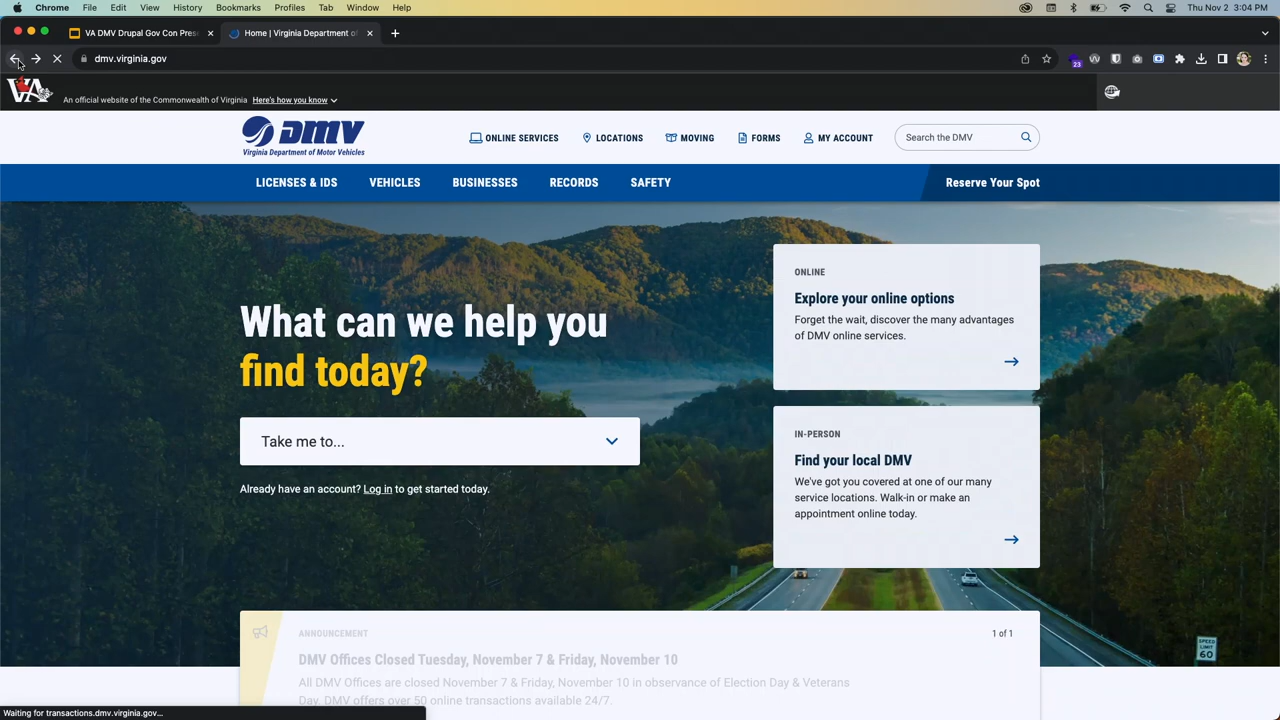 Chrome File Edit View History Bookmarks Profiles Tab Window Help Thu Nov 2 3:04 PM
VA DMV Drupal Gov Con Pres Home | Virginia Department of
dmv.virginia.gov
23
VA An official website of the Commonwealth of Virginia Here's how you know
DMV
Virginia Department of Motor Vehicles
ONLINE SERVICES LOCATIONS MOVING FORMS MY ACCOUNT Search the DMV
LICENSES & IDS VEHICLES BUSINESSES RECORDS SAFETY Reserve Your Spot
What can we help you
find today?
Take me to...
Already have an account? Log in to get started today.
ONLINE
Explore your online options
Forget the wait, discover the many advantages
of DMV online services.
IN-PERSON
Find your local DMV
We've got you covered at one of our many
service locations. Walk-in or make an
appointment online today.
SPEED
LIMIT
60
ANNOUNCEMENT 1 of 1
DMV Offices Closed Tuesday, November 7 & Friday, November 10
All DMV Offices are closed November 7 & Friday, November 10 in observance of Election Day & Veterans
Day. DMV offers over 50 online transactions available 24/7.
Waiting for transactions.dmv.virginia.gov...